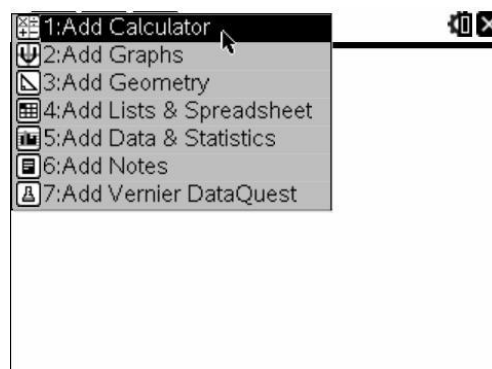 1:Add Calculator
2:Add Graphs
3:Add Geometry
4:Add Lists & Spreadsheet
5:Add Data & Statistics
6:Add Notes
7:Add Vernier DataQuest